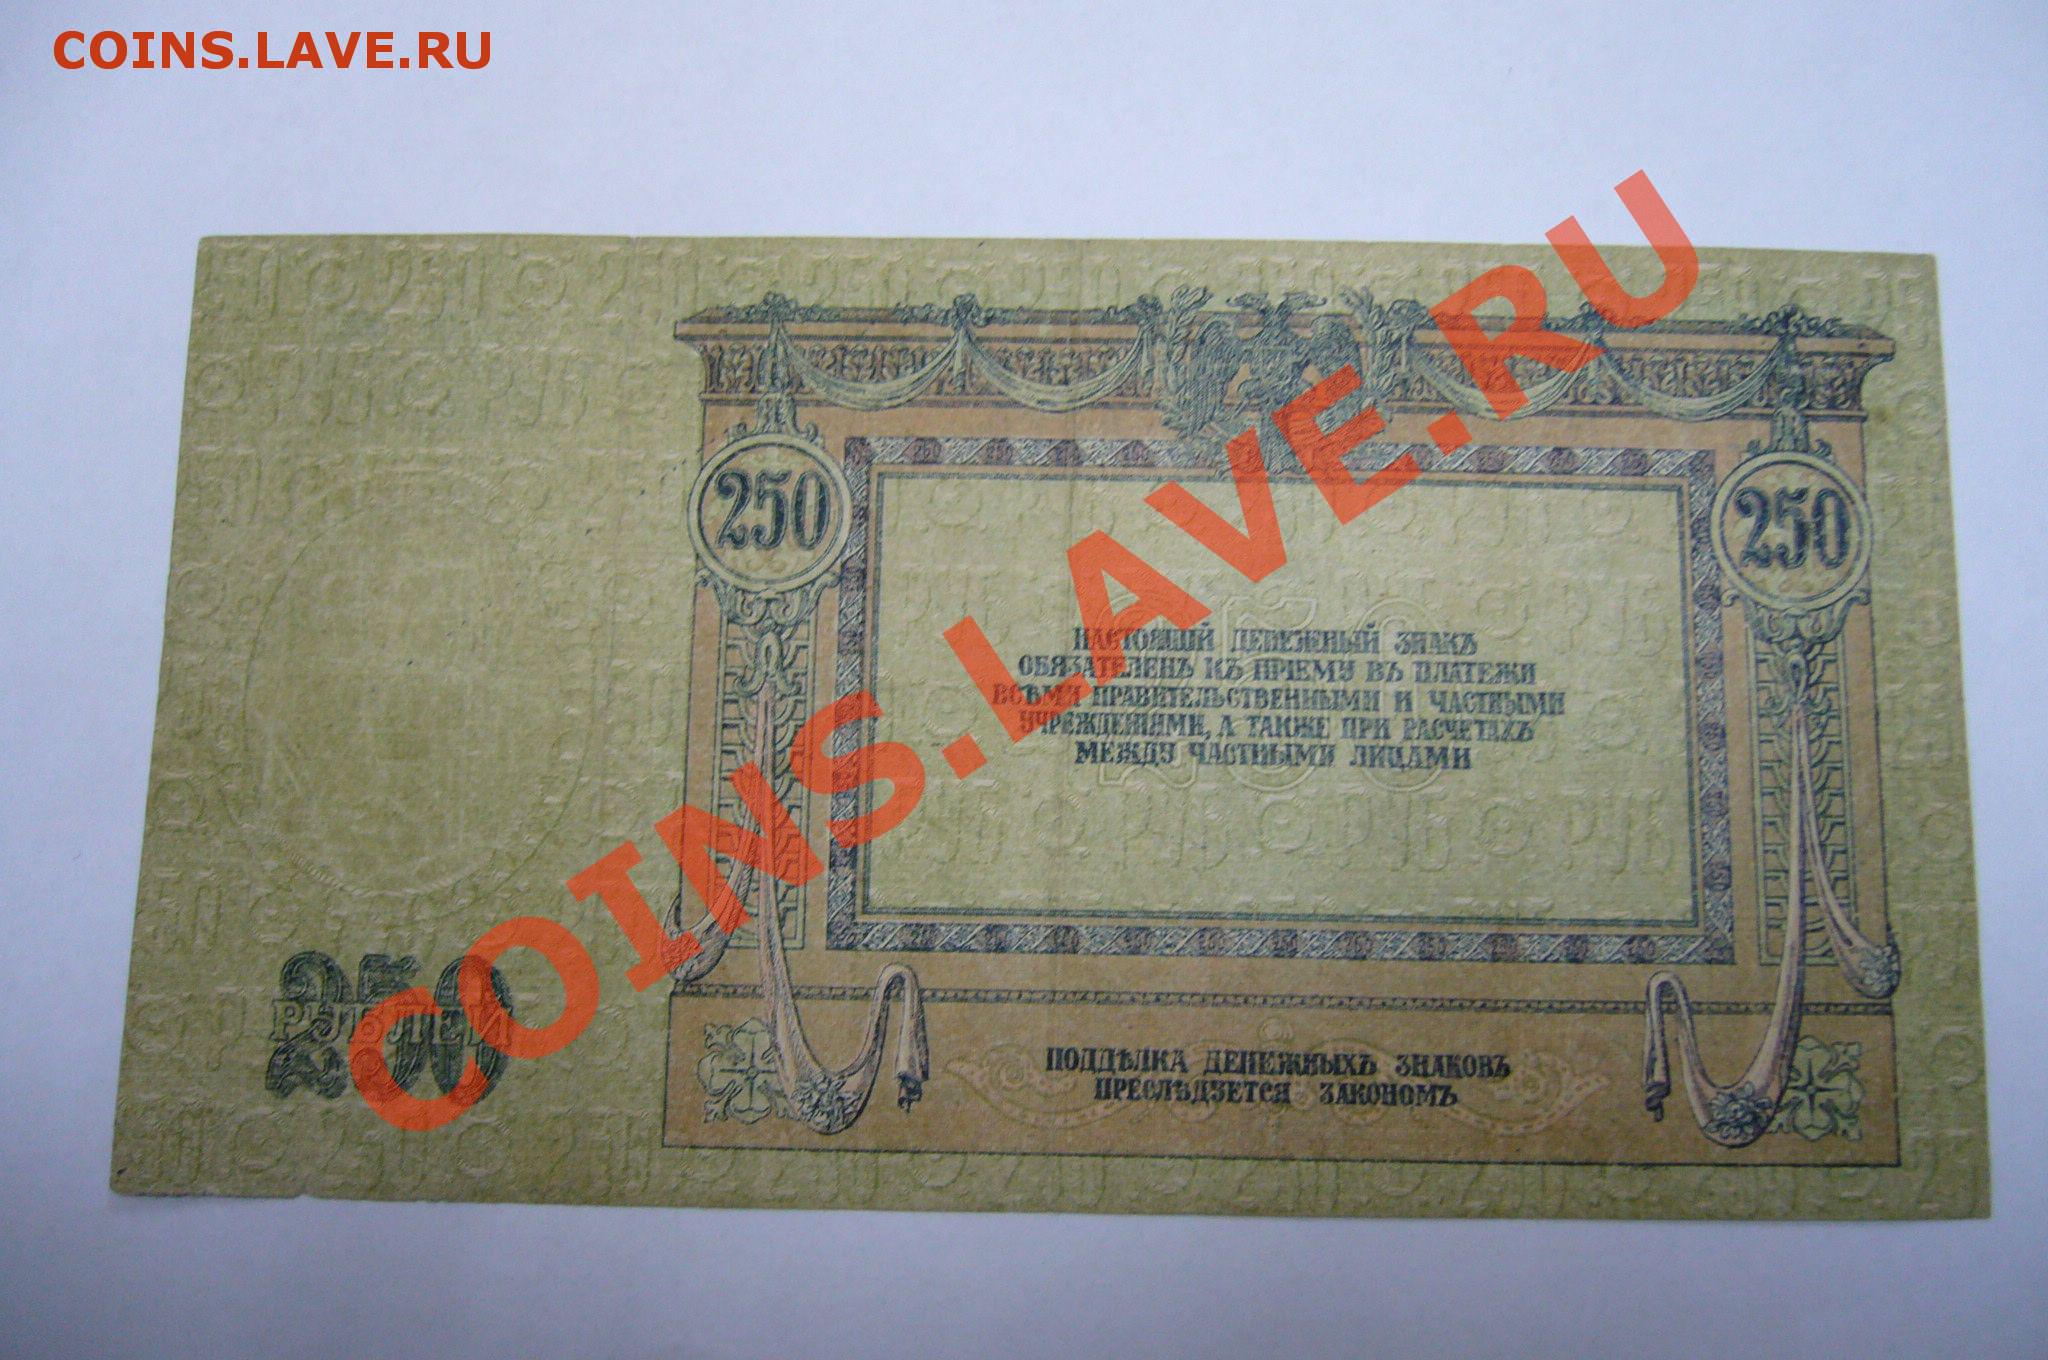 COINS.LAVE.RU
250
250
НАСТОЯЩІЙ ДЕНЕЖНЫЙ ЗНАКЪ
ОБЯЗАТЕЛЕНЪ КЪ ПРІЕМУ ВЪ ПЛАТЕЖИ
ВСѢМИ ПРАВИТЕЛЬСТВЕННЫМИ И ЧАСТНЫМИ
УЧРЕЖДЕНІЯМИ, А ТАКЖЕ ПРИ РАСЧЕТАХЪ
МЕЖДУ ЧАСТНЫМИ ЛИЦАМИ
COINS.LAVE.RU
250
РУБЛЕЙ
ПОДДѢЛКА ДЕНЕЖНЫХЪ ЗНАКОВЪ
ПРЕСЛѢДУЕТСЯ ЗАКОНОМЪ